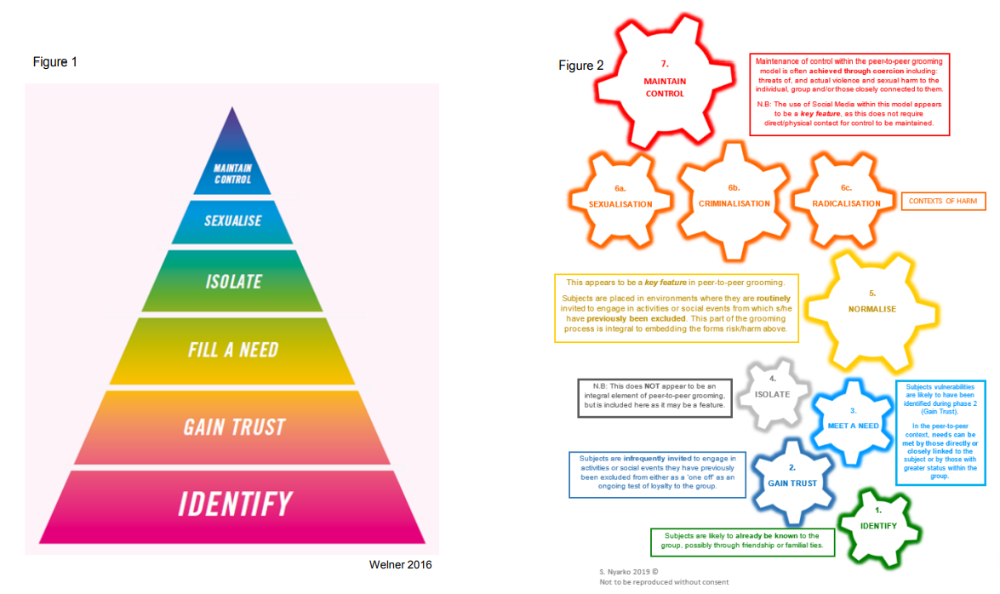 Figure 1
MAINTAIN
CONTROL
SEXUALISE
ISOLATE
FILL A NEED
GAIN TRUST
IDENTIFY
Welner 2016
Figure 2
7.
MAINTAIN
CONTROL
Maintenance of control within the peer-to-peer grooming
model is often achieved through coercion including:
threats of, and actual violence and sexual harm to the
individual, group and/or those closely connected to them.
N.B: The use of Social Media within this model appears
to be a key feature, as this does not require
direct/physical contact for control to be maintained.
6a.
SEXUALISATION
6b.
CRIMINALISATION
6c.
RADICALISATION
CONTEXTS OF HARM
This appears to be a key feature in peer-to-peer grooming.
Subjects are placed in environments where they are routinely
invited to engage in activities or social events from which s/he
have previously been excluded. This part of the grooming
process is integral to embedding the forms risk/harm above.
5.
NORMALISE
N.B: This does NOT appear to be an
integral element of peer-to-peer grooming,
but is included here as it may be a feature.
4.
ISOLATE
3.
MEET A NEED
Subjects vulnerabilities
are likely to have been
identified during phase 2
(Gain Trust).
In the peer-to-peer
context, needs can be
met by those directly or
closely linked to the
subject or by those with
greater status within the
group.
Subjects are infrequently invited to engage in
activities or social events they have previously
been excluded from either as a 'one off' as an
ongoing test of loyalty to the group.
2.
GAIN TRUST
1.
IDENTIFY
Subjects are likely to already be known to the
group, possibly through friendship or familial ties.
S. Nyarko 2019 ©
Not to be reproduced without consent